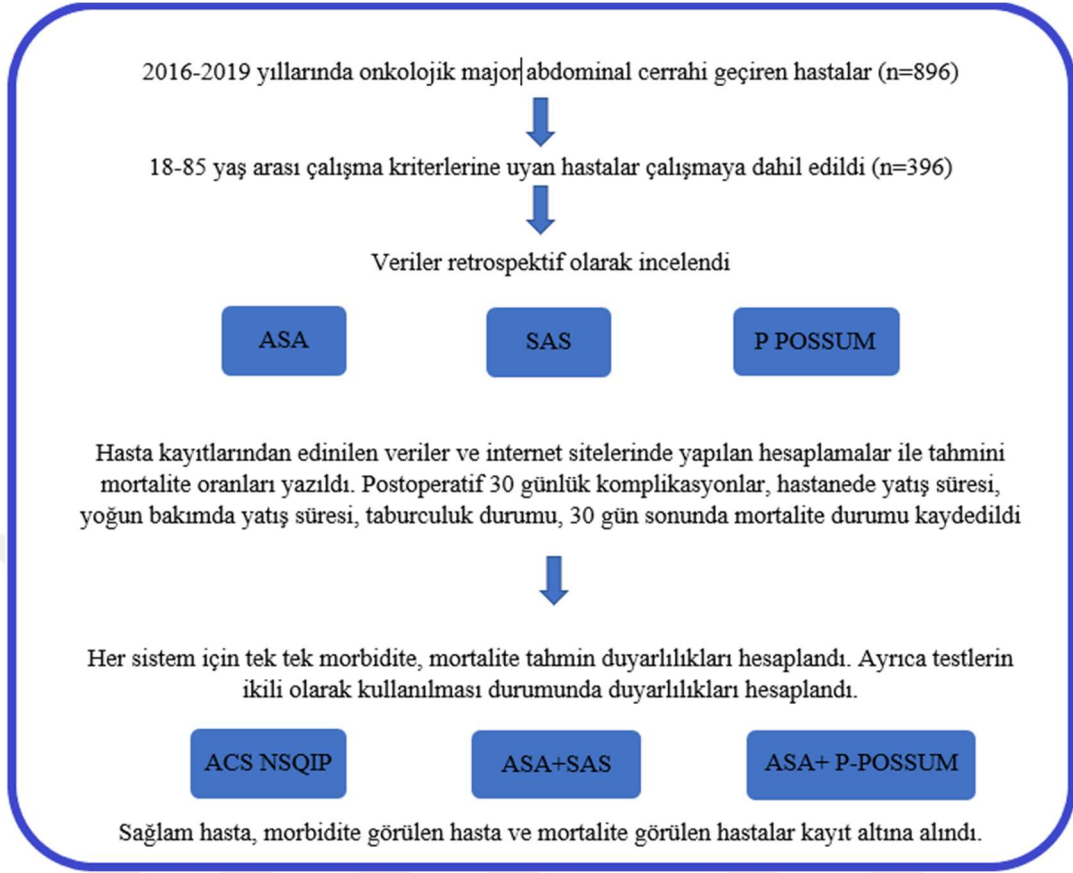 2016-2019 yıllarında onkolojik major abdominal cerrahi geçiren hastalar (n=896)
18-85 yaş arası çalışma kriterlerine uyan hastalar çalışmaya dahil edildi (n=396)
Veriler retrospektif olarak incelendi
ASA SAS P POSSUM
Hasta kayıtlarından edinilen veriler ve internet sitelerinde yapılan hesaplamalar ile tahmini
mortalite oranları yazıldı. Postoperatif 30 günlük komplikasyonlar, hastanede yatış süresi,
yoğun bakımda yatış süresi, taburculuk durumu, 30 gün sonunda mortalite durumu kaydedildi
Her sistem için tek tek morbidite, mortalite tahmin duyarlılıkları hesaplandı. Ayrıca testlerin
ikili olarak kullanılması durumunda duyarlılıkları hesaplandı.
ACS NSQIP ASA+SAS ASA+ P-POSSUM
Sağlam hasta, morbidite görülen hasta ve mortalite görülen hastalar kayıt altına alındı.